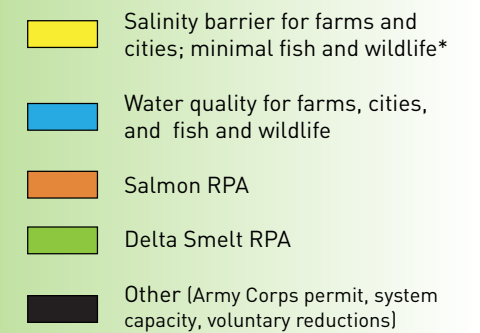 Salinity barrier for farms and
cities; minimal fish and wildlife*
Water quality for farms, cities,
and fish and wildlife
Salmon RPA
Delta Smelt RPA
Other (Army Corps permit, system
capacity, voluntary reductions)